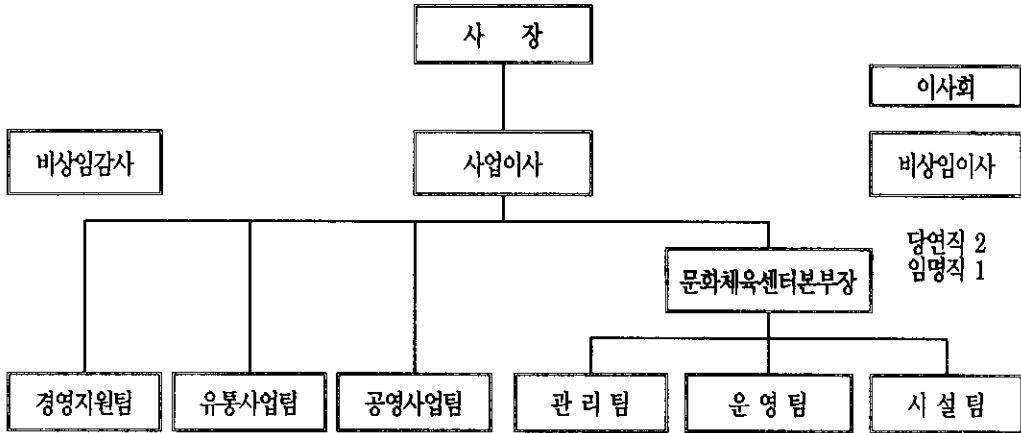 사 장
이사회
비상임감사
사업이사
비상임이사
당연직 2
임명직 1
문화체육센터본부장
경영지원팀
유통사업팀
공영사업팀
관 리 팀
운 영 팀
시 설 팀